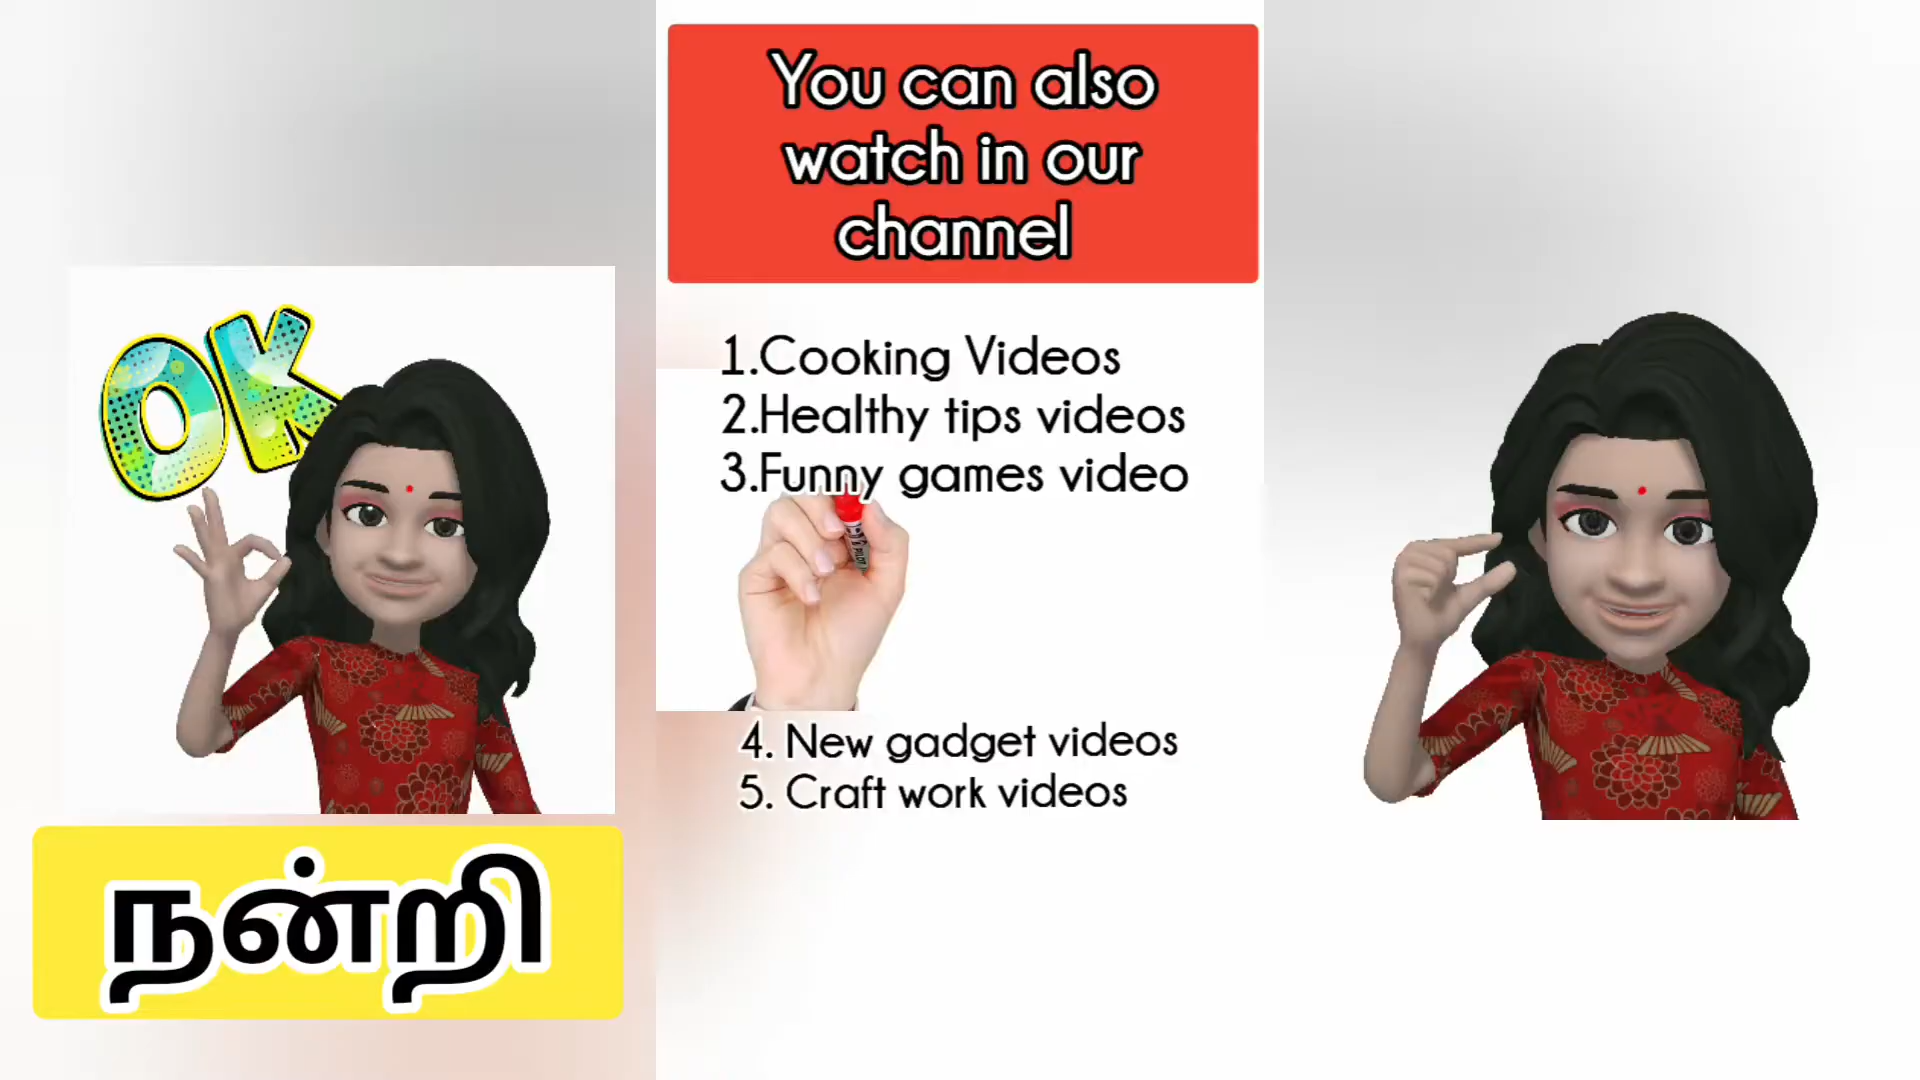 OK
நன்றி
You can also
watch in our
channel
1.Cooking Videos
2.Healthy tips videos
3.Funny games video
4. New gadget videos
5. Craft work videos